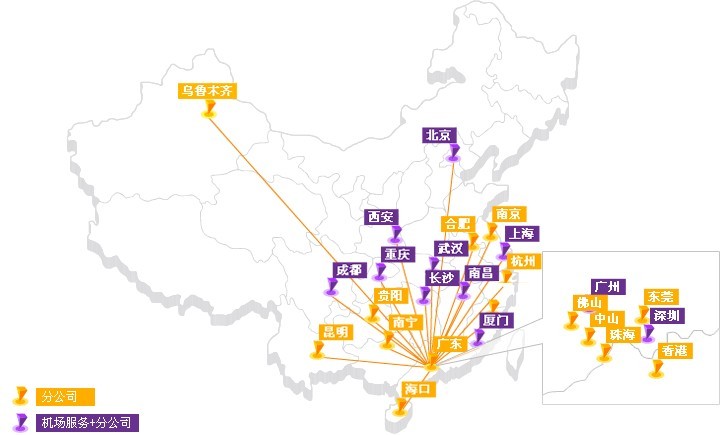 乌鲁木齐
北京
西安
合肥
南京
上海
武汉
重庆
杭州
成都
长沙
南昌
贵阳
南宁
厦门
昆明
广东
海口
广州
佛山
东莞
中山
深圳
珠海
香港
分公司
机场服务+分公司